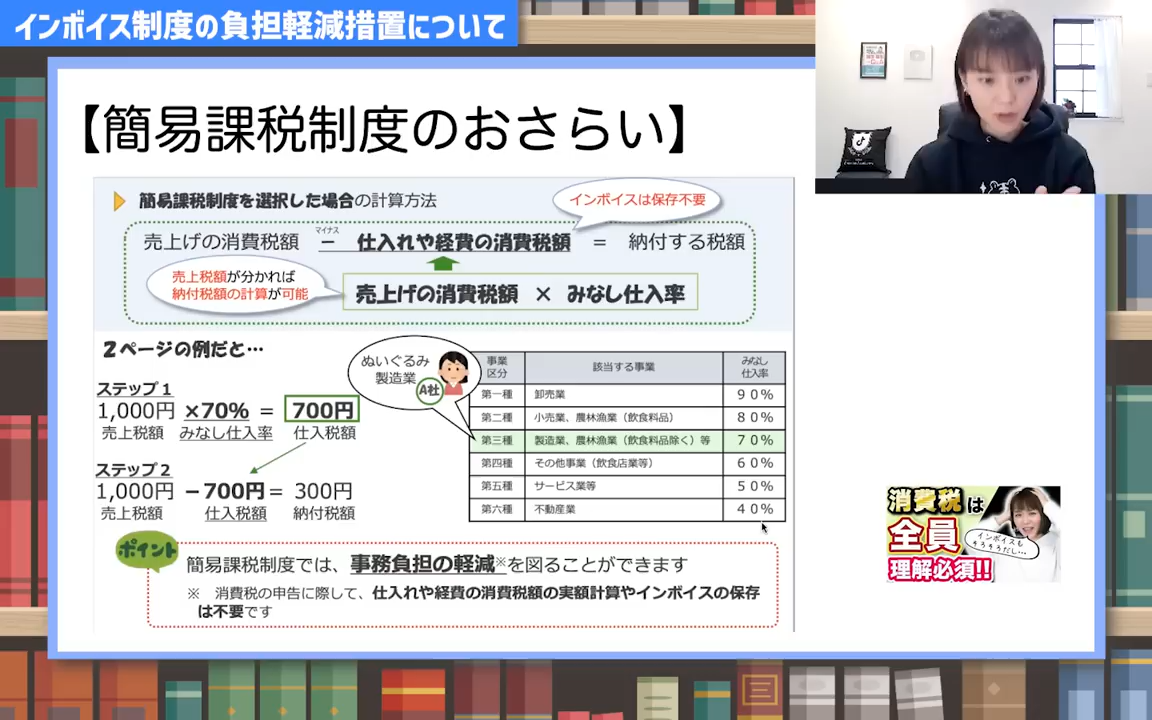 インボイス制度の負担軽減措置について
【簡易課税制度のおさらい】
簡易課税制度を選択した場合の計算方法
インボイスは保存不要
マイナス
売上げの消費税額 － 仕入れや経費の消費税額 ＝ 納付する税額
売上税額が分かれば
納付税額の計算が可能
売上げの消費税額 × みなし仕入率
2ページの例だと…
ステップ1
1,000円 ×70% ＝ 700円
売上税額 みなし仕入率 仕入税額
ステップ2
1,000円 －700円＝ 300円
売上税額 仕入税額 納付税額
ぬいぐるみ
製造業
A社
事業
区分
該当する事業
みなし
仕入率
第一種 卸売業 90%
第二種 小売業、農林漁業（飲食料品） 80%
第三種 製造業、農林漁業（飲食料品除く）等 70%
第四種 その他事業（飲食店業等） 60%
第五種 サービス業等 50%
第六種 不動産業 40%
ポイント
簡易課税制度では、事務負担の軽減※を図ることができます
※ 消費税の申告に際して、仕入れや経費の消費税額の実額計算やインボイスの保存
は不要です
消費税は
全員
理解必須!!
インボイスも
そろそろだし…